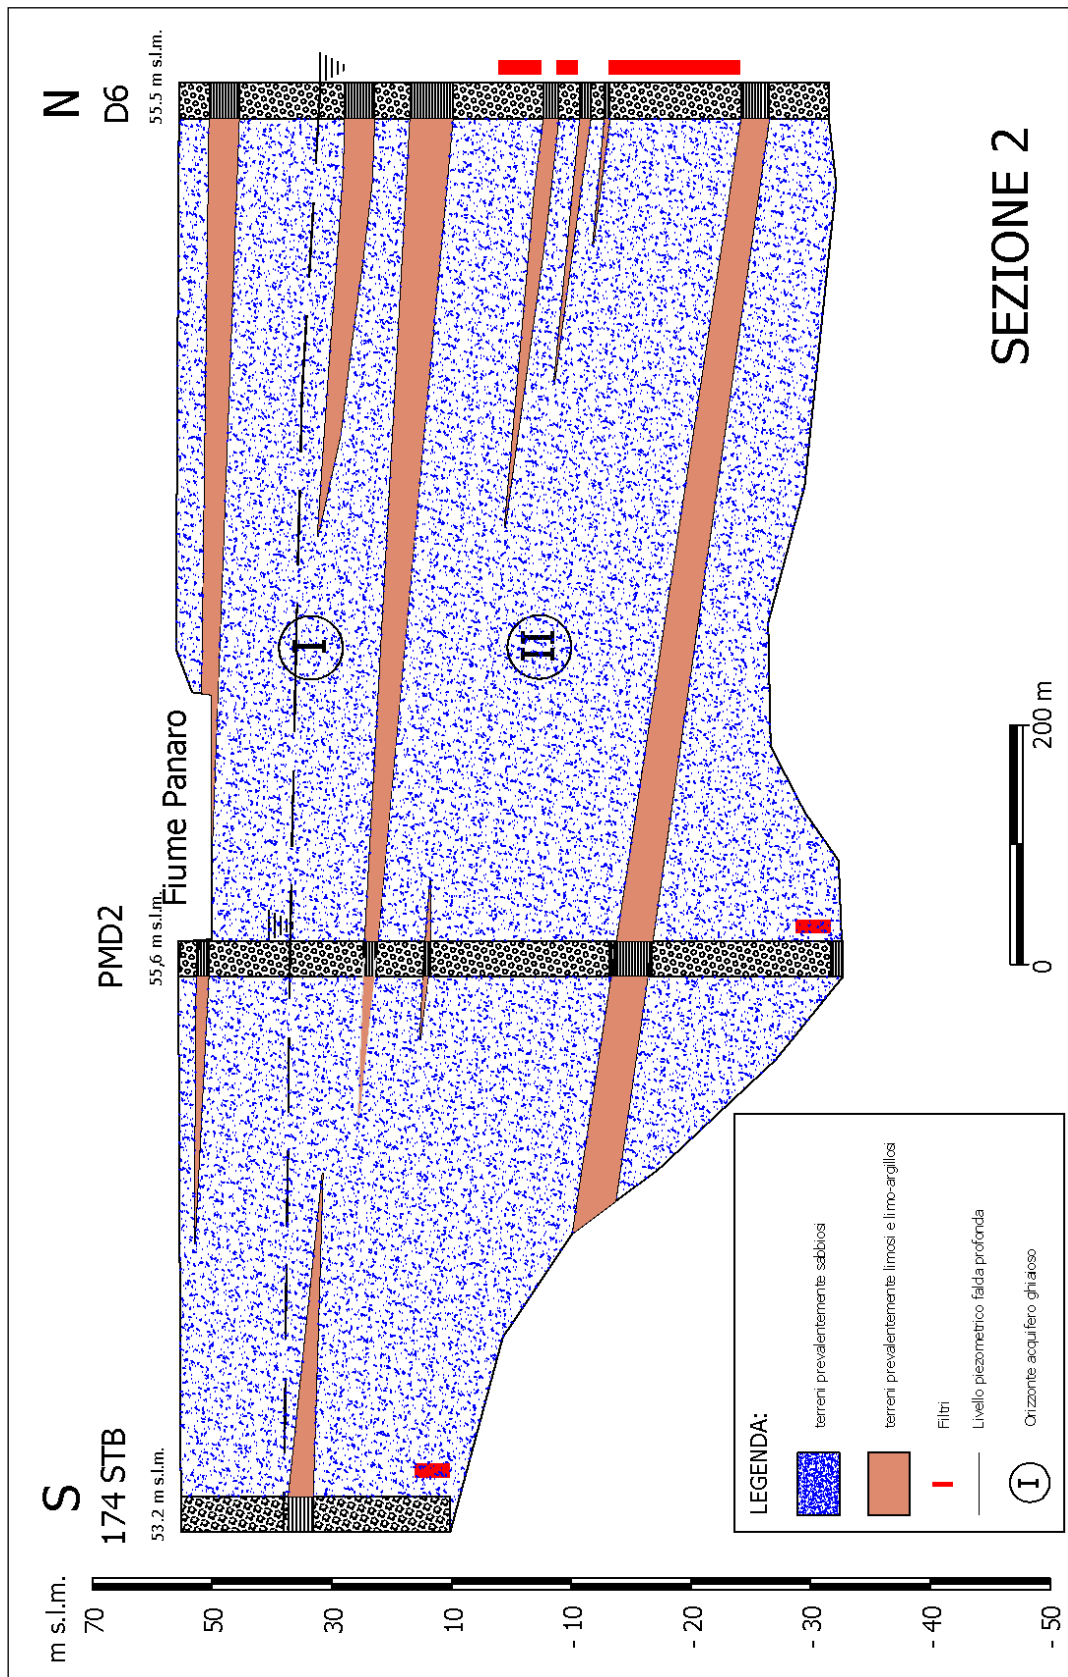 S
N
m s.l.m.
174 STB
PMD2
D6
53.2 m s.l.m.
55,6 m s.l.m.
55.5 m s.l.m.
Fiume Panaro
70
50
30
10
- 10
- 20
- 30
- 40
- 50
I
II
LEGENDA:
terreni prevalentemente sabbiosi
terreni prevalentemente limosi e limo-argillosi
Filtri
Livello piezometrico falda profonda
I
Orizzonte acquifero ghiaioso
0
200 m
SEZIONE 2